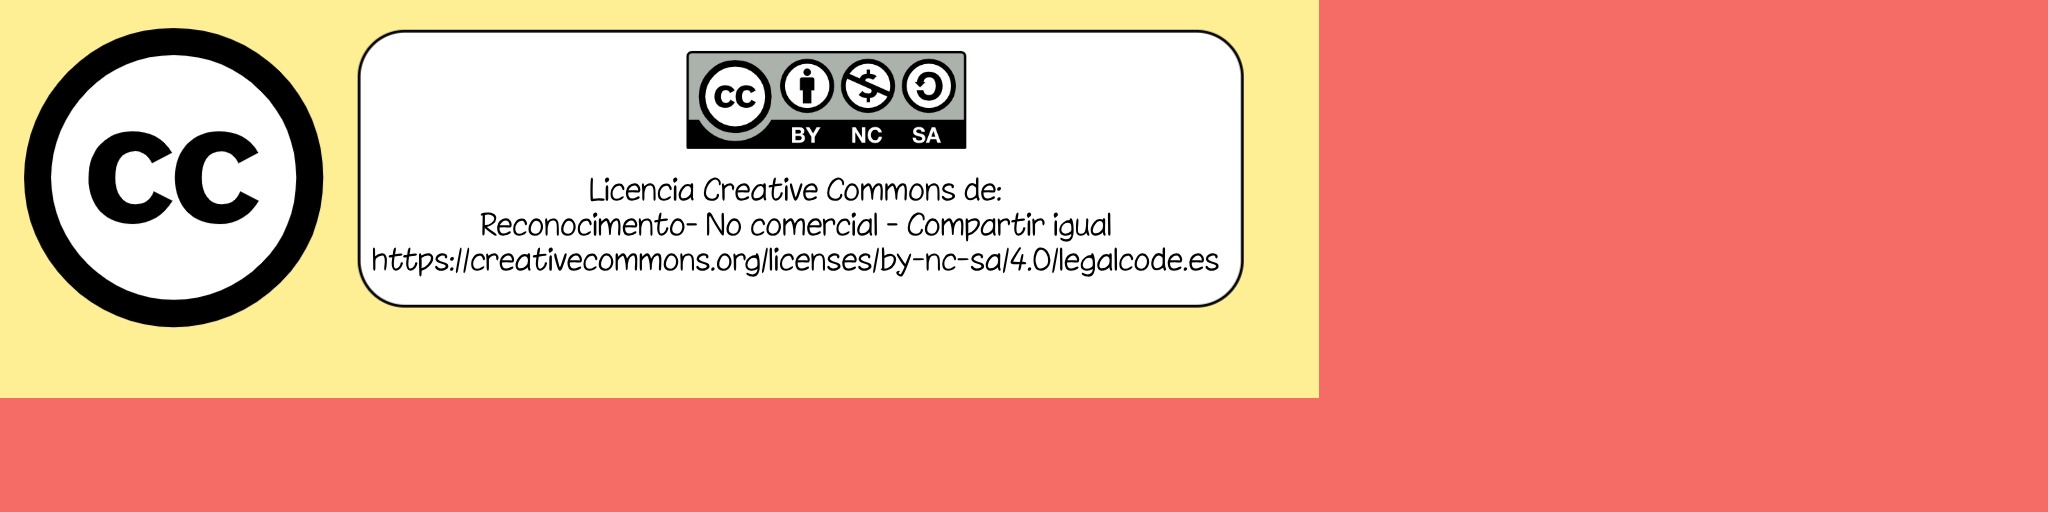 cc
cc
BY NC SA
Licencia Creative Commons de:
Reconocimento- No comercial - Compartir igual
https://creativecommons.org/licenses/by-nc-sa/4.0/legalcode.es